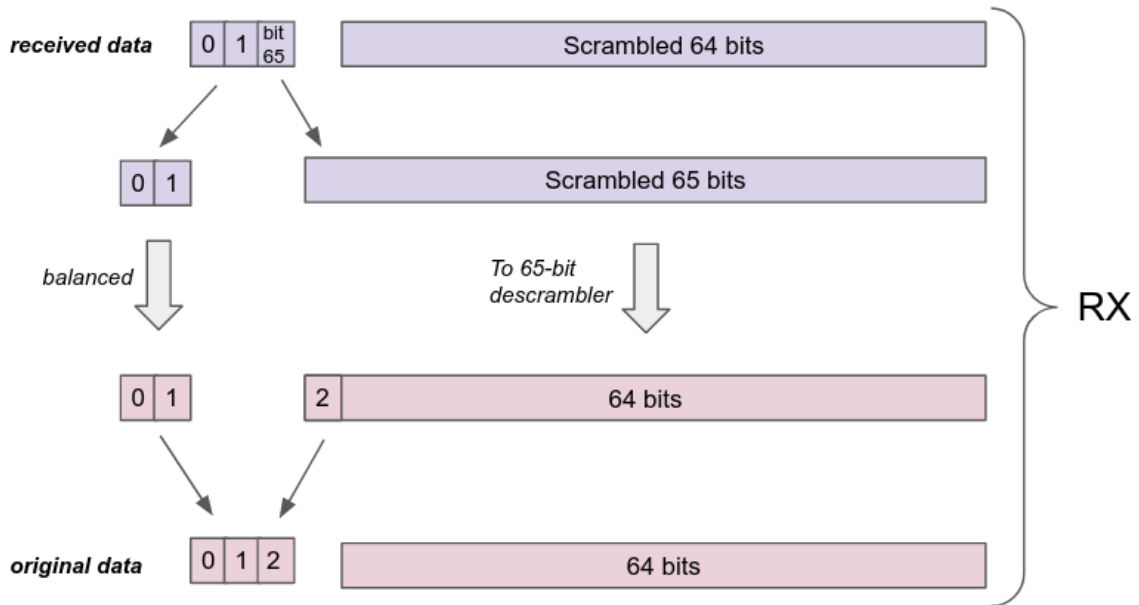 received data 0 1 bit 65 Scrambled 64 bits
0 1 Scrambled 65 bits
balanced
To 65-bit
descrambler
RX
0 1 2 64 bits
original data 0 1 2 64 bits